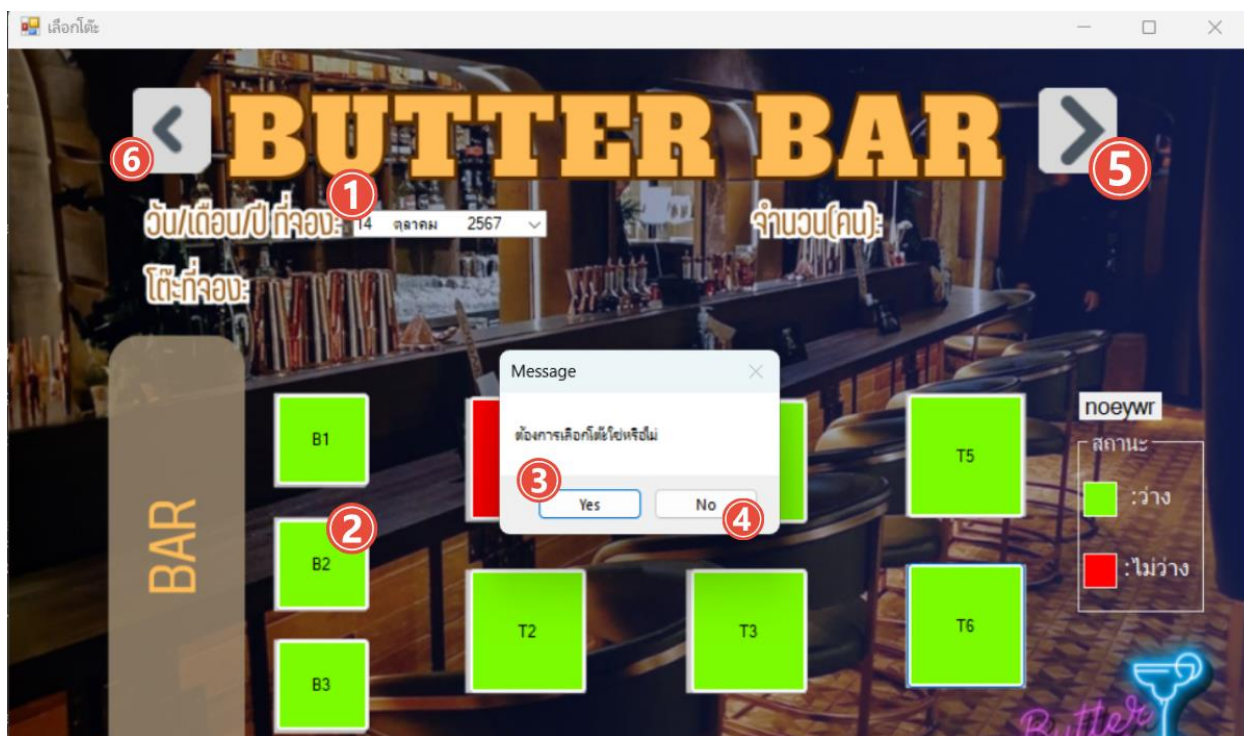 เลือกโต๊ะ
BUTTER BAR
6
5
1
วัน/เดือน/ปี ที่จอง: 14 ตุลาคม 2567
จำนวน(คน):
โต๊ะที่จอง:
Message
ต้องการเลือกโต๊ะใช่หรือไม่
3
Yes
No
4
BAR
B1
2
B2
B3
T2
T3
T5
T6
noeywr
สถานะ
:ว่าง
:ไม่ว่าง
Butter